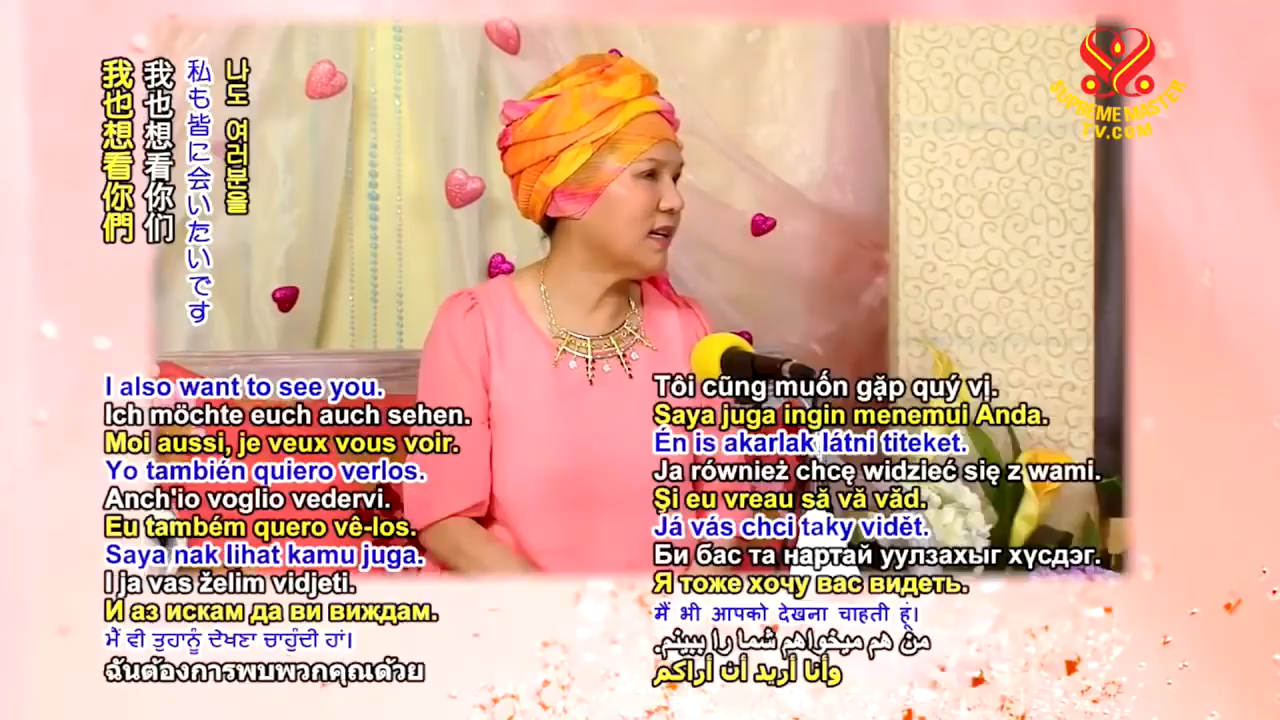 我也想看你們
我也想看你们
私も皆に会いたいです
나도 여러분을
SUPREME MASTER
TV.COM
I also want to see you.
Ich möchte euch auch sehen.
Moi aussi, je veux vous voir.
Yo también quiero verlos.
Anch'io voglio vedervi.
Eu também quero vê-los.
Saya nak lihat kamu juga.
I ja vas želim vidjeti.
И аз искам да ви виждам.
ਮੈਂ ਵੀ ਤੁਹਾਨੂੰ ਦੇਖਣਾ ਚਾਹੁੰਦੀ ਹਾਂ।
ฉันต้องการพบพวกคุณด้วย
Tôi cũng muốn gặp quý vị.
Saya juga ingin menemui Anda.
Én is akarlak látni titeket.
Ja również chcę widzieć się z wami.
Şi eu vreau să vă văd.
Já vás chci taky vidět.
Би бас та нартай уулзахыг хүсдэг.
Я тоже хочу вас видеть.
मैं भी आपको देखना चाहती हूं।
من هم میخواهم شما را ببینم.
وأنا أريد أن أراكم